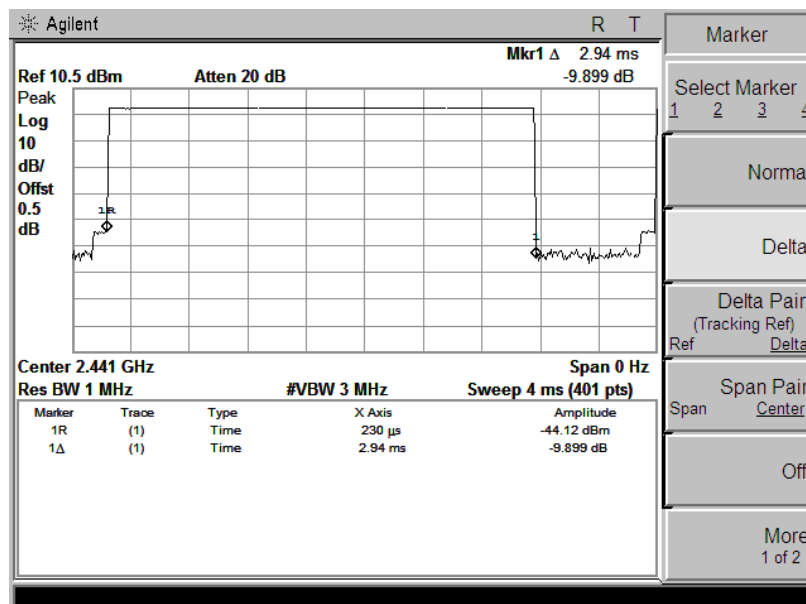 Agilent R T
Mkr1 Δ 2.94 ms
Ref 10.5 dBm Atten 20 dB -9.899 dB
Peak
Log
10
dB/
Offst
0.5
dB
1R
1
Center 2.441 GHz Span 0 Hz
Res BW 1 MHz #VBW 3 MHz Sweep 4 ms (401 pts)
Marker Trace Type X Axis Amplitude
1R (1) Time 230 µs -44.12 dBm
1Δ (1) Time 2.94 ms -9.899 dB
Marker
Select Marker
1 2 3 4
Norma
Delta
Delta Pair
(Tracking Ref)
Ref Delta
Span Pair
Span Center
Off
More
1 of 2